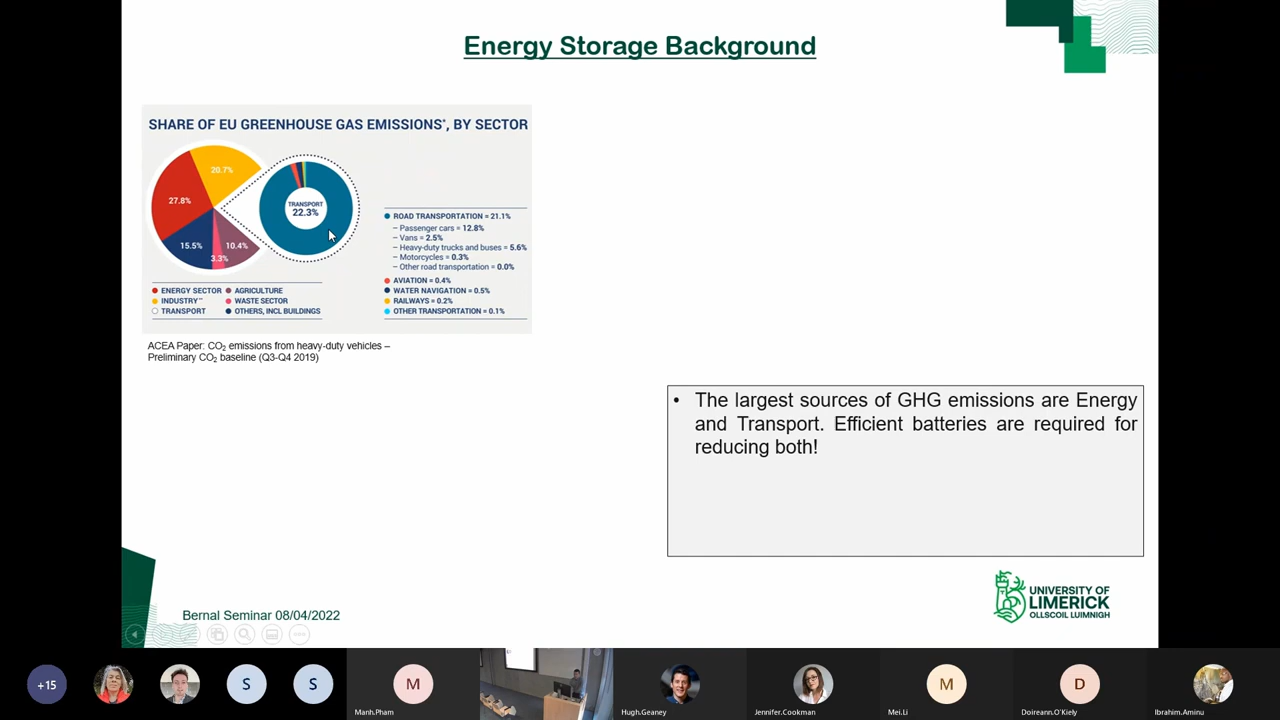 Energy Storage Background
SHARE OF EU GREENHOUSE GAS EMISSIONS*, BY SECTOR
20.7%
27.8%
15.5%
10.4%
3.3%
TRANSPORT
22.3%
ENERGY SECTOR
AGRICULTURE
INDUSTRY**
WASTE SECTOR
TRANSPORT
OTHERS, INCL BUILDINGS
ROAD TRANSPORTATION = 21.1%
– Passenger cars = 12.8%
– Vans = 2.5%
– Heavy-duty trucks and buses = 5.6%
– Motorcycles = 0.3%
– Other road transportation = 0.0%
AVIATION = 0.4%
WATER NAVIGATION = 0.5%
RAILWAYS = 0.2%
OTHER TRANSPORTATION = 0.1%
ACEA Paper: CO₂ emissions from heavy-duty vehicles –
Preliminary CO₂ baseline (Q3-Q4 2019)
• The largest sources of GHG emissions are Energy
and Transport. Efficient batteries are required for
reducing both!
Bernal Seminar 08/04/2022
UNIVERSITY OF
LIMERICK
OLLSCOIL LUIMNIGH
+15
S
S
M
Manh.Pham
Hugh.Geaney
Jennifer.Cookman
M
Mei.Li
D
Doireann.O'Kiely
Ibrahim.Aminu